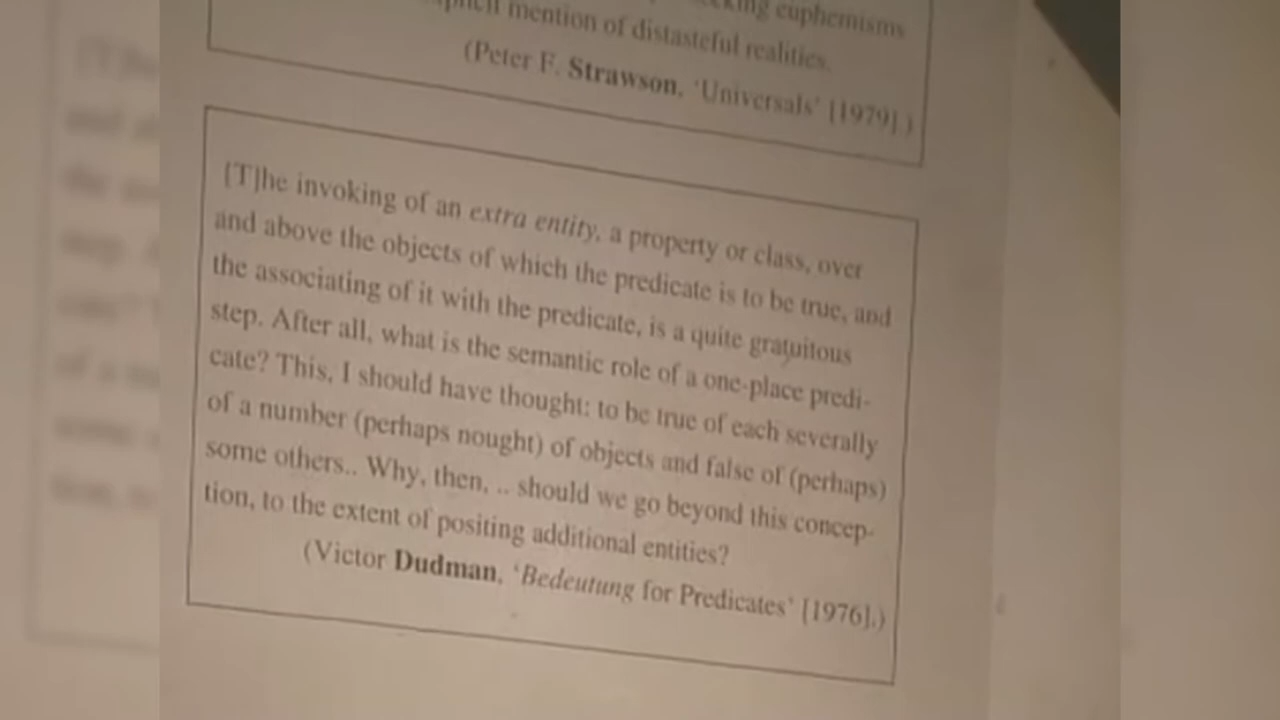 euphemisms
mention of distasteful realities.
(Peter F. Strawson, ‘Universals’ [1979].)
[T]he invoking of an extra entity, a property or class, over
and above the objects of which the predicate is to be true, and
the associating of it with the predicate, is a quite gratuitous
step. After all, what is the semantic role of a one-place predi-
cate? This, I should have thought: to be true of each severally
of a number (perhaps nought) of objects and false of (perhaps)
some others.. Why, then, .. should we go beyond this concep-
tion, to the extent of positing additional entities?
(Victor Dudman, ‘Bedeutung for Predicates’ [1976].)